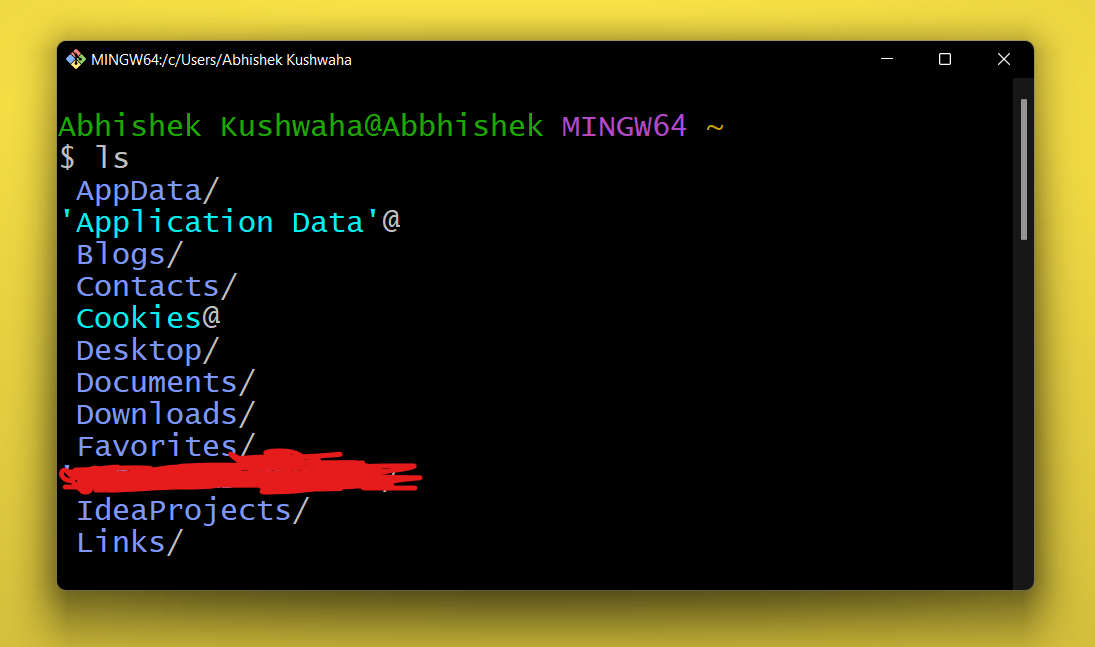 MINGW64:/c/Users/Abhishek Kushwaha
Abhishek Kushwaha@Abbhishek MINGW64 ~
$ ls
AppData/
'Application Data'@
Blogs/
Contacts/
Cookies@
Desktop/
Documents/
Downloads/
Favorites/
IdeaProjects/
Links/